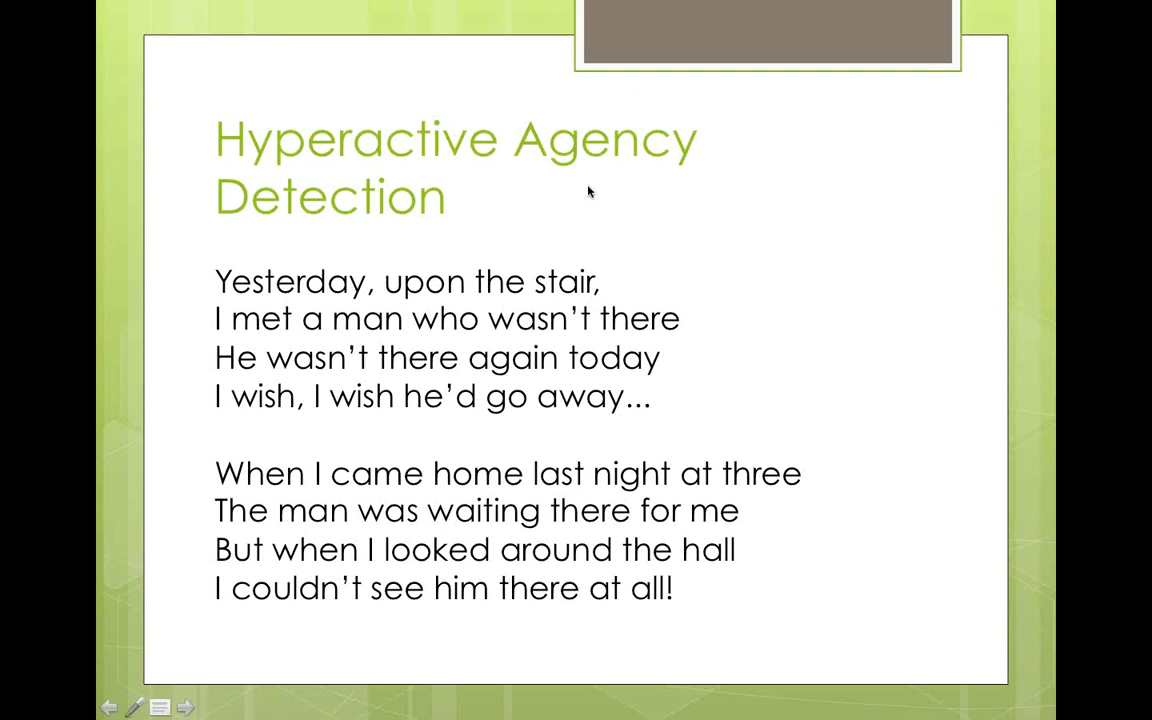 Hyperactive Agency
Detection
Yesterday, upon the stair,
I met a man who wasn’t there
He wasn’t there again today
I wish, I wish he’d go away...
When I came home last night at three
The man was waiting there for me
But when I looked around the hall
I couldn’t see him there at all!